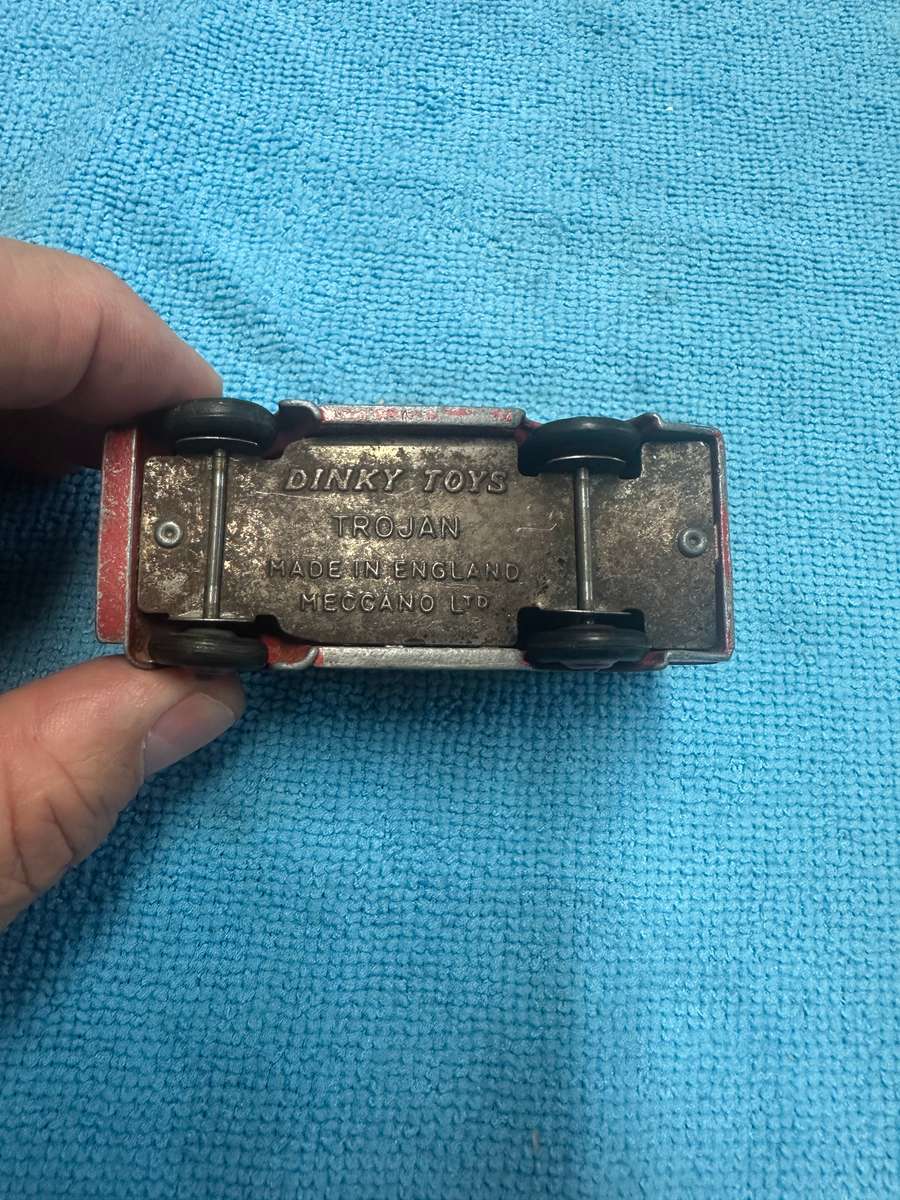 DINKY TOYS
TROJAN
MADE IN ENGLAND
MECCANO LTD